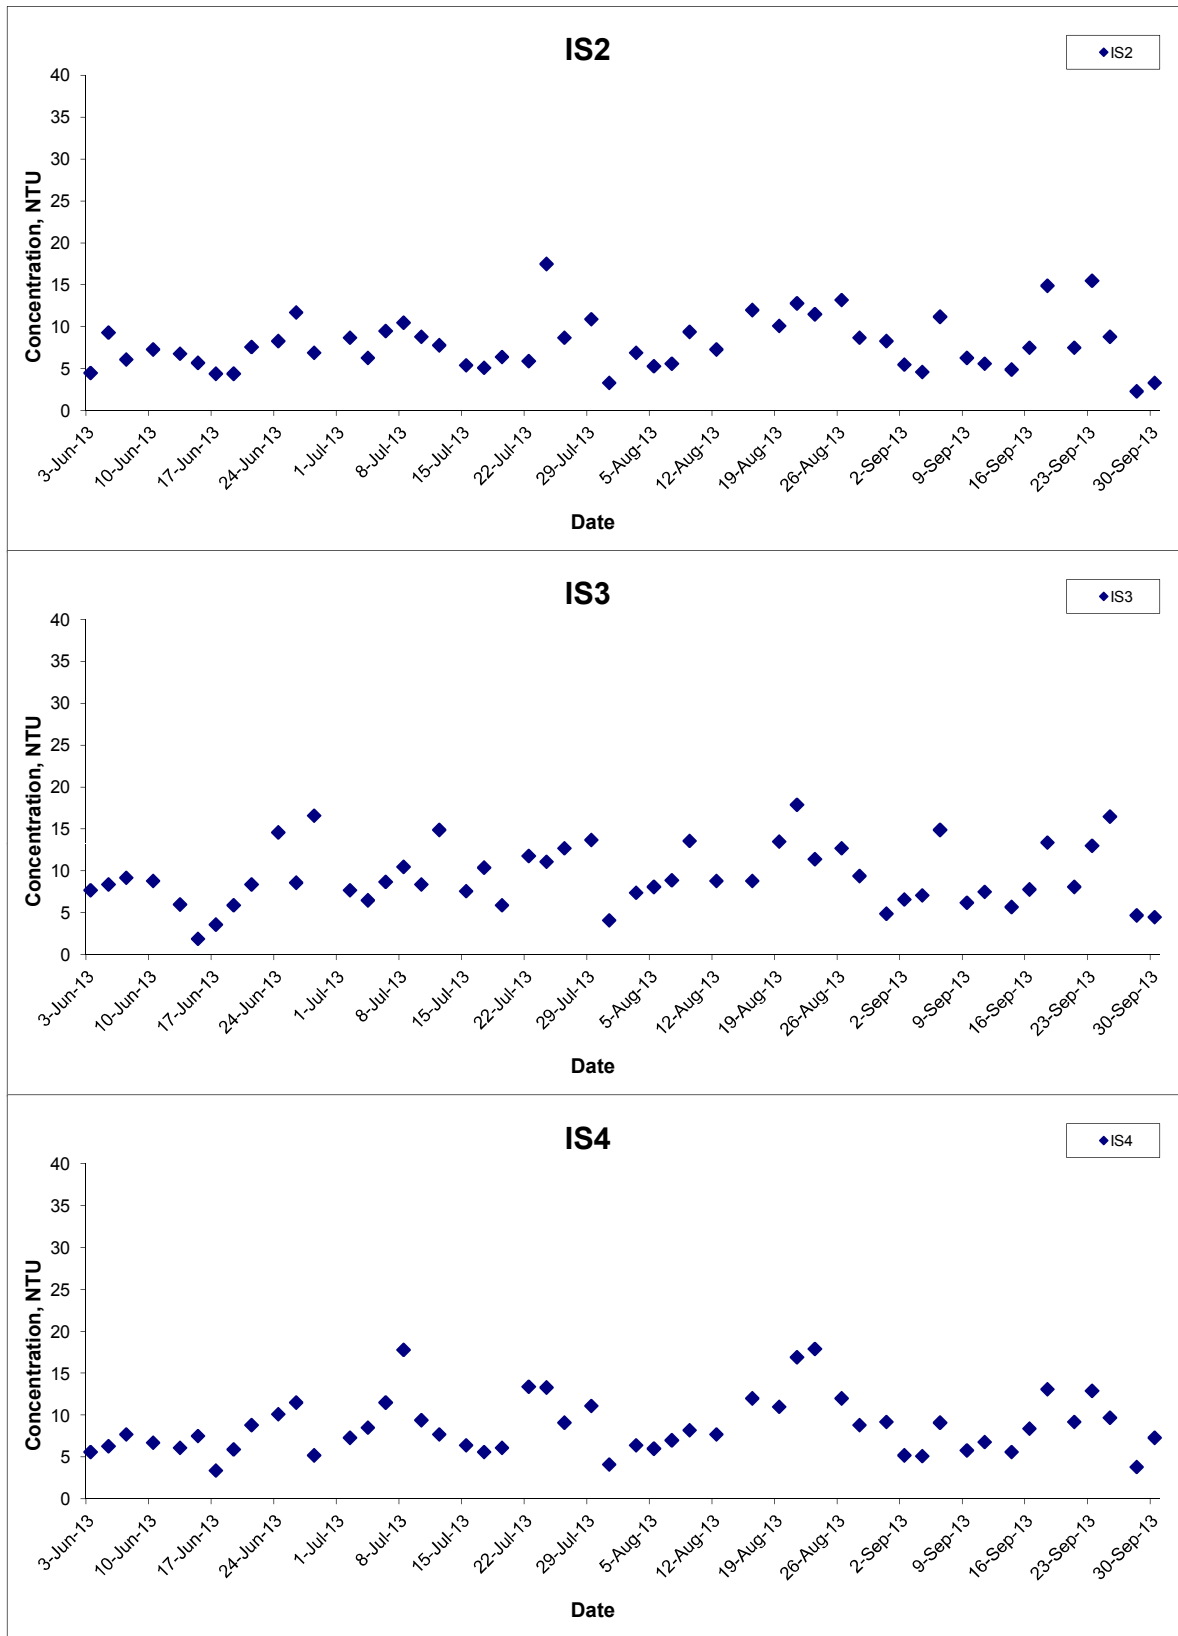 IS2
IS2
40
35
30
25
20
15
10
5
0
Concentration, NTU
3-Jun-13
10-Jun-13
17-Jun-13
24-Jun-13
1-Jul-13
8-Jul-13
15-Jul-13
22-Jul-13
29-Jul-13
5-Aug-13
12-Aug-13
19-Aug-13
26-Aug-13
2-Sep-13
9-Sep-13
16-Sep-13
23-Sep-13
30-Sep-13
Date
IS3
IS3
40
35
30
25
20
15
10
5
0
Concentration, NTU
3-Jun-13
10-Jun-13
17-Jun-13
24-Jun-13
1-Jul-13
8-Jul-13
15-Jul-13
22-Jul-13
29-Jul-13
5-Aug-13
12-Aug-13
19-Aug-13
26-Aug-13
2-Sep-13
9-Sep-13
16-Sep-13
23-Sep-13
30-Sep-13
Date
IS4
IS4
40
35
30
25
20
15
10
5
0
Concentration, NTU
3-Jun-13
10-Jun-13
17-Jun-13
24-Jun-13
1-Jul-13
8-Jul-13
15-Jul-13
22-Jul-13
29-Jul-13
5-Aug-13
12-Aug-13
19-Aug-13
26-Aug-13
2-Sep-13
9-Sep-13
16-Sep-13
23-Sep-13
30-Sep-13
Date